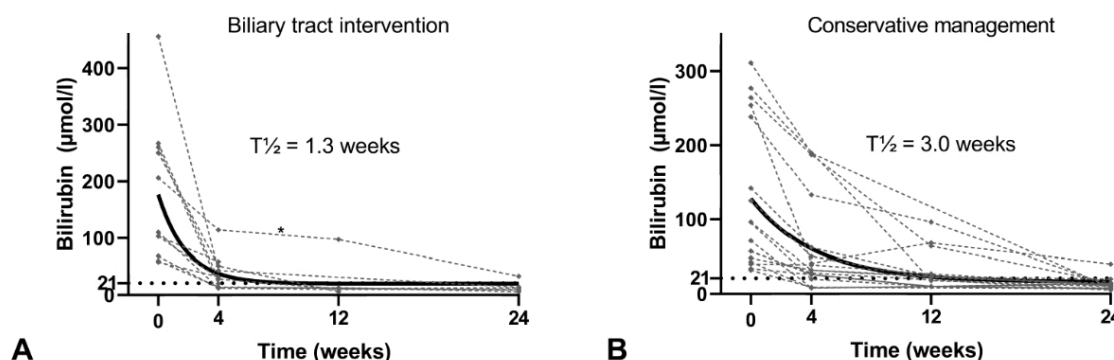 Biliary tract intervention
Bilirubin (µmol/l)
400
300
200
100
21
0
T½ = 1.3 weeks
*
0 4 12 24
Time (weeks)
A
Conservative management
Bilirubin (µmol/l)
300
200
100
21
0
T½ = 3.0 weeks
0 4 12 24
Time (weeks)
B